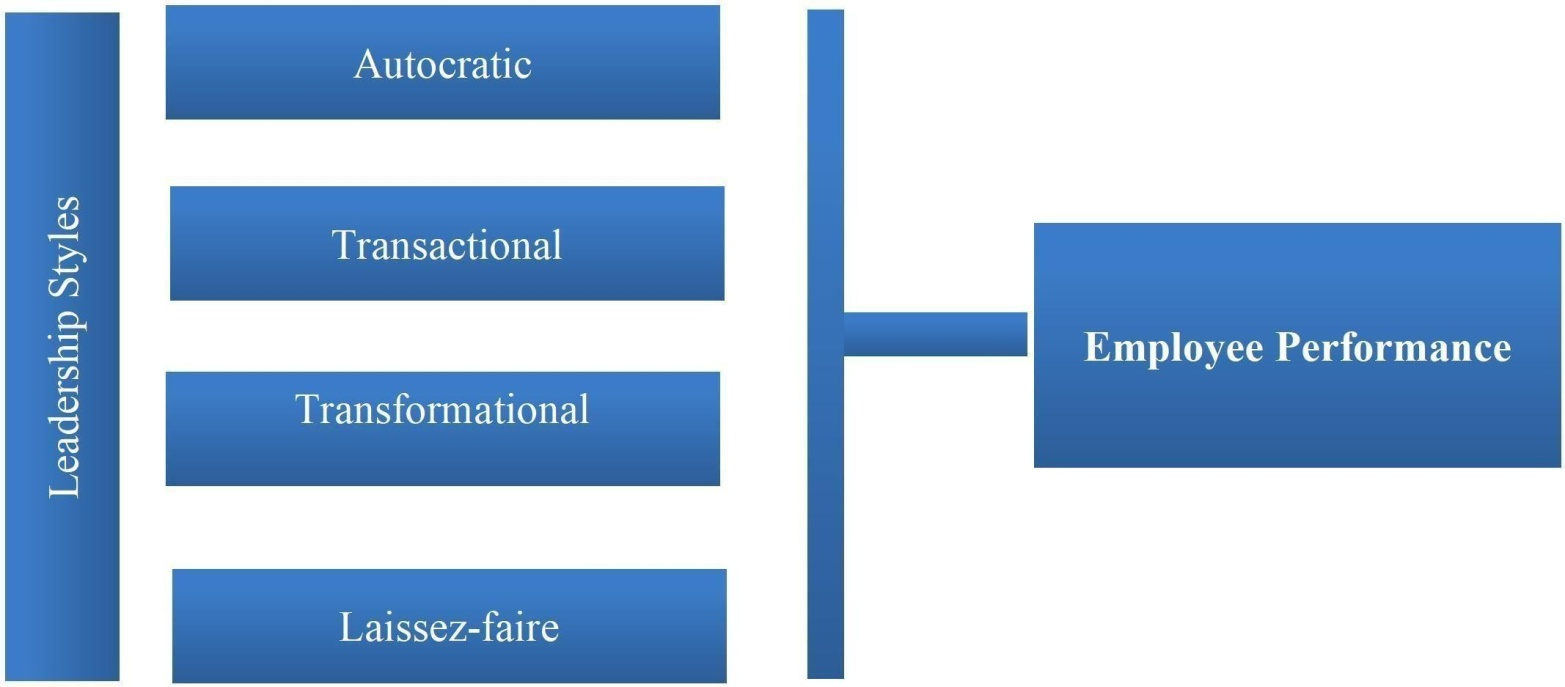 Leadership Styles
Autocratic
Transactional
Transformational
Laissez-faire
Employee Performance